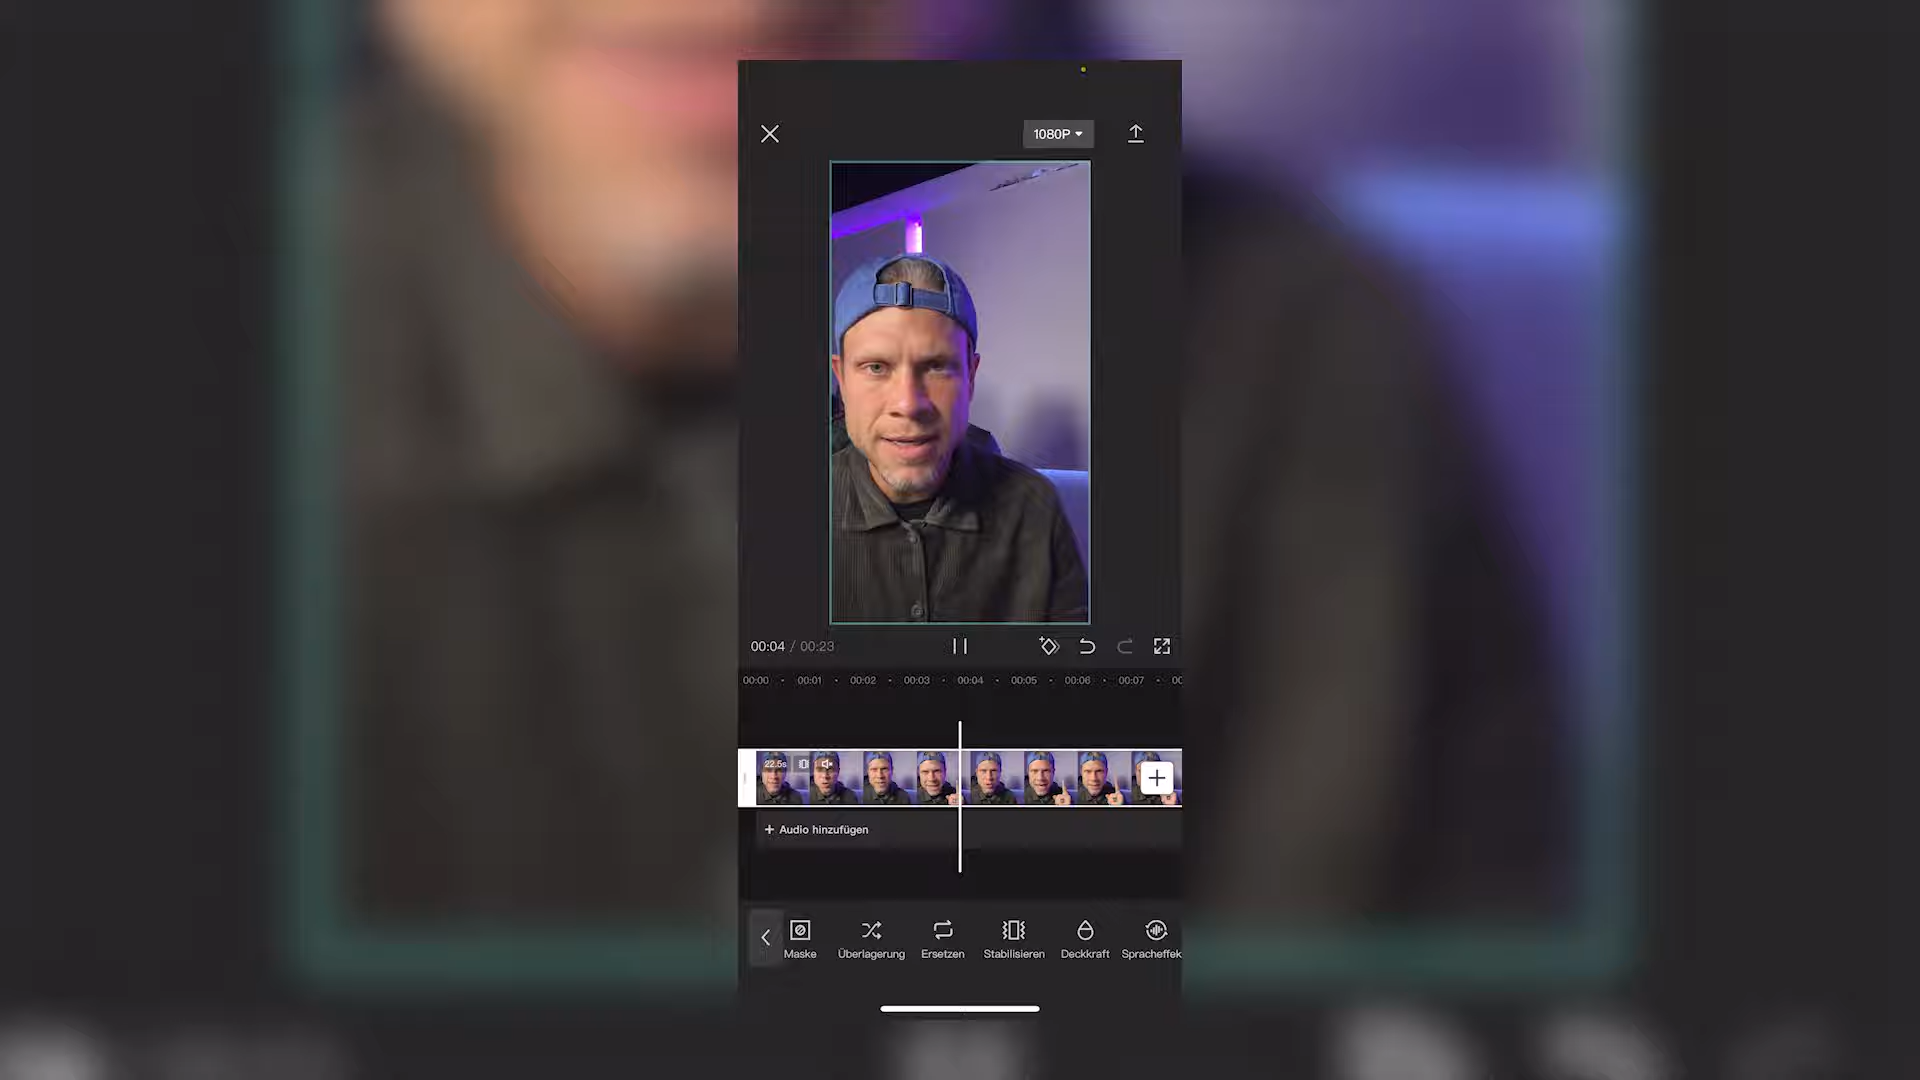 1080P
00:04 / 00:23
00:00 · 00:01 · 00:02 · 00:03 · 00:04 · 00:05 · 00:06 · 00:07 · 00
22.5s
+ Audio hinzufügen
Maske Überlagerung Ersetzen Stabilisieren Deckkraft Spracheffek